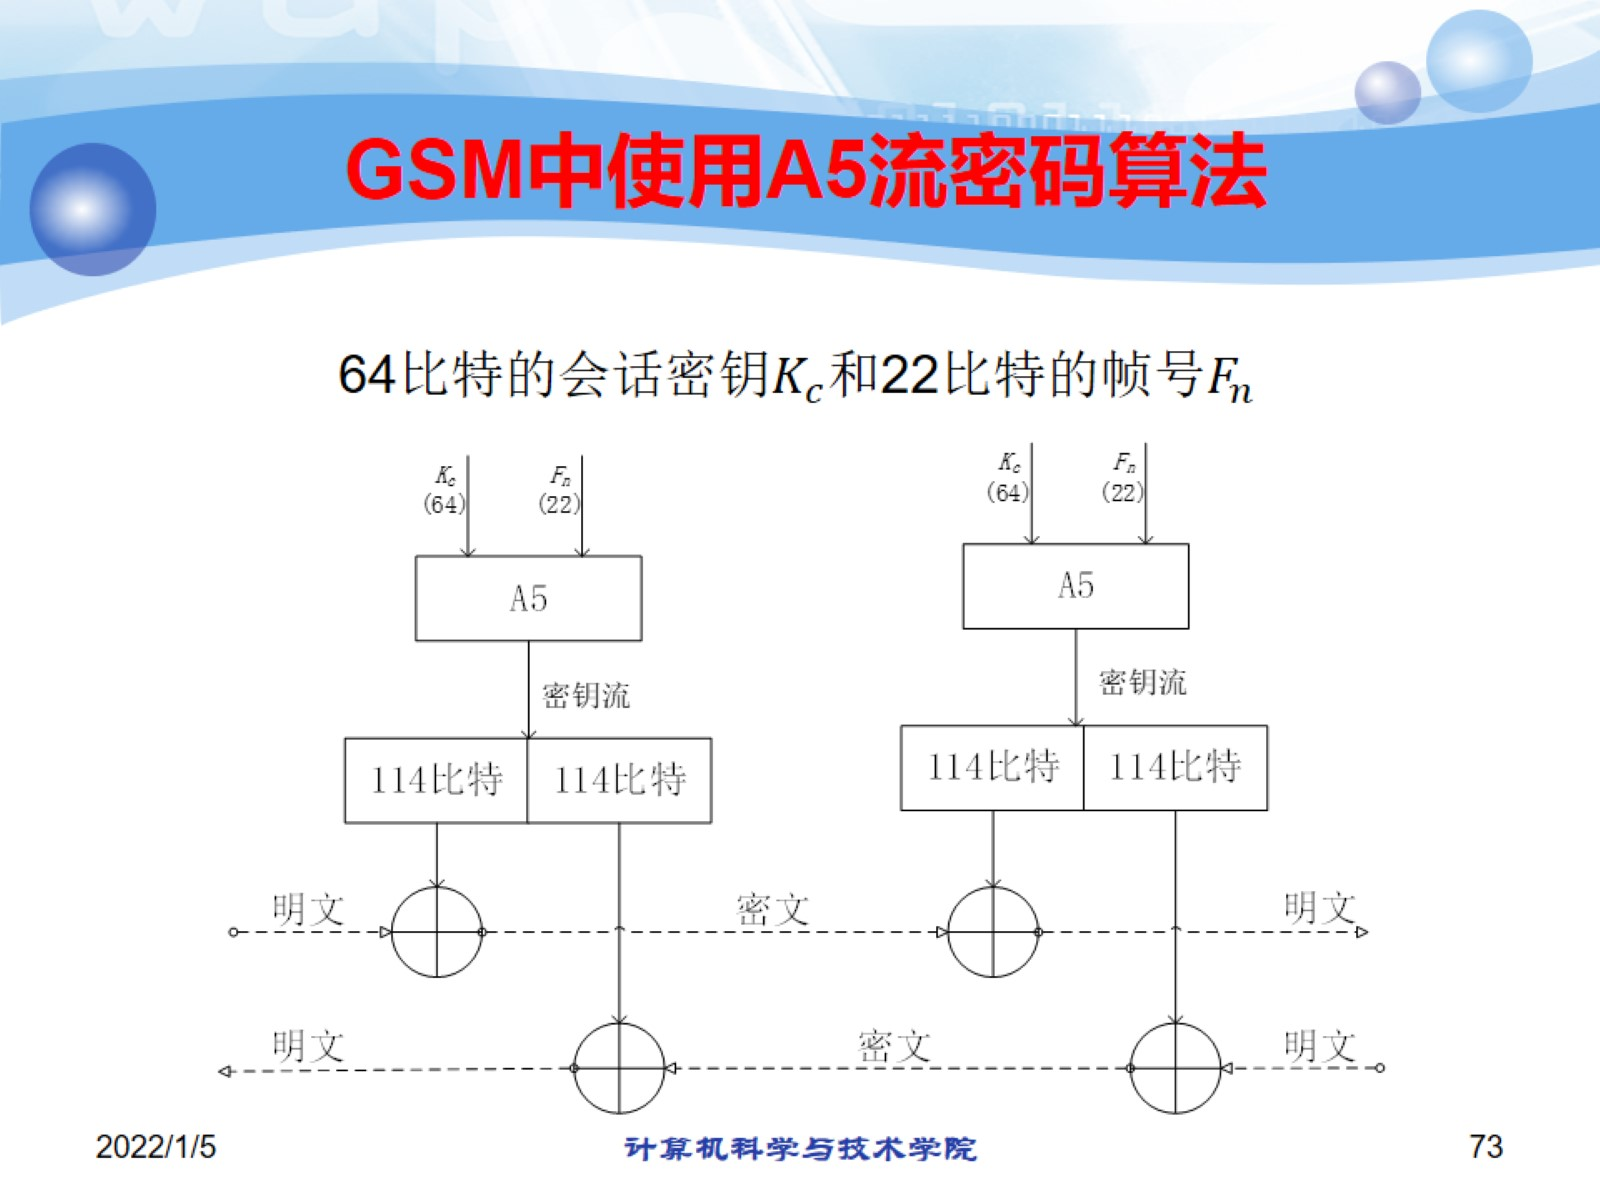 GSM中使用A5流密码算法
64比特的会话密钥Kc和22比特的帧号Fn
Kc Fn
(64) (22)
A5
密钥流
114比特 114比特
Kc Fn
(64) (22)
A5
密钥流
114比特 114比特
明文 密文 明文
明文 密文 明文
2022/1/5 计算机科学与技术学院 73